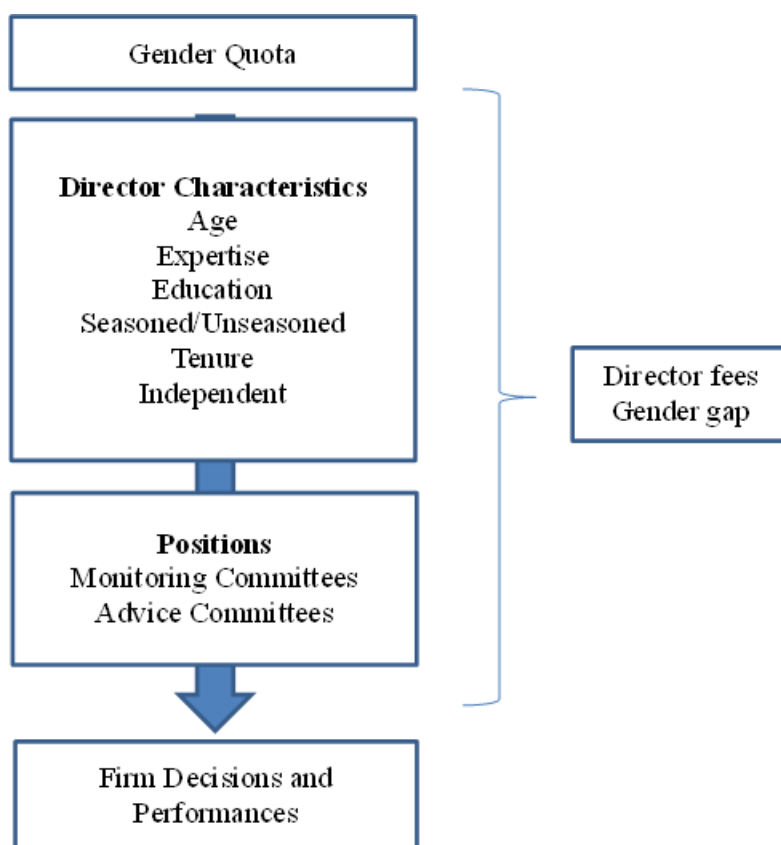 Gender Quota
Director Characteristics
Age
Expertise
Education
Seasoned/Unseasoned
Tenure
Independent
Director fees
Gender gap
Positions
Monitoring Committees
Advice Committees
Firm Decisions and
Performances